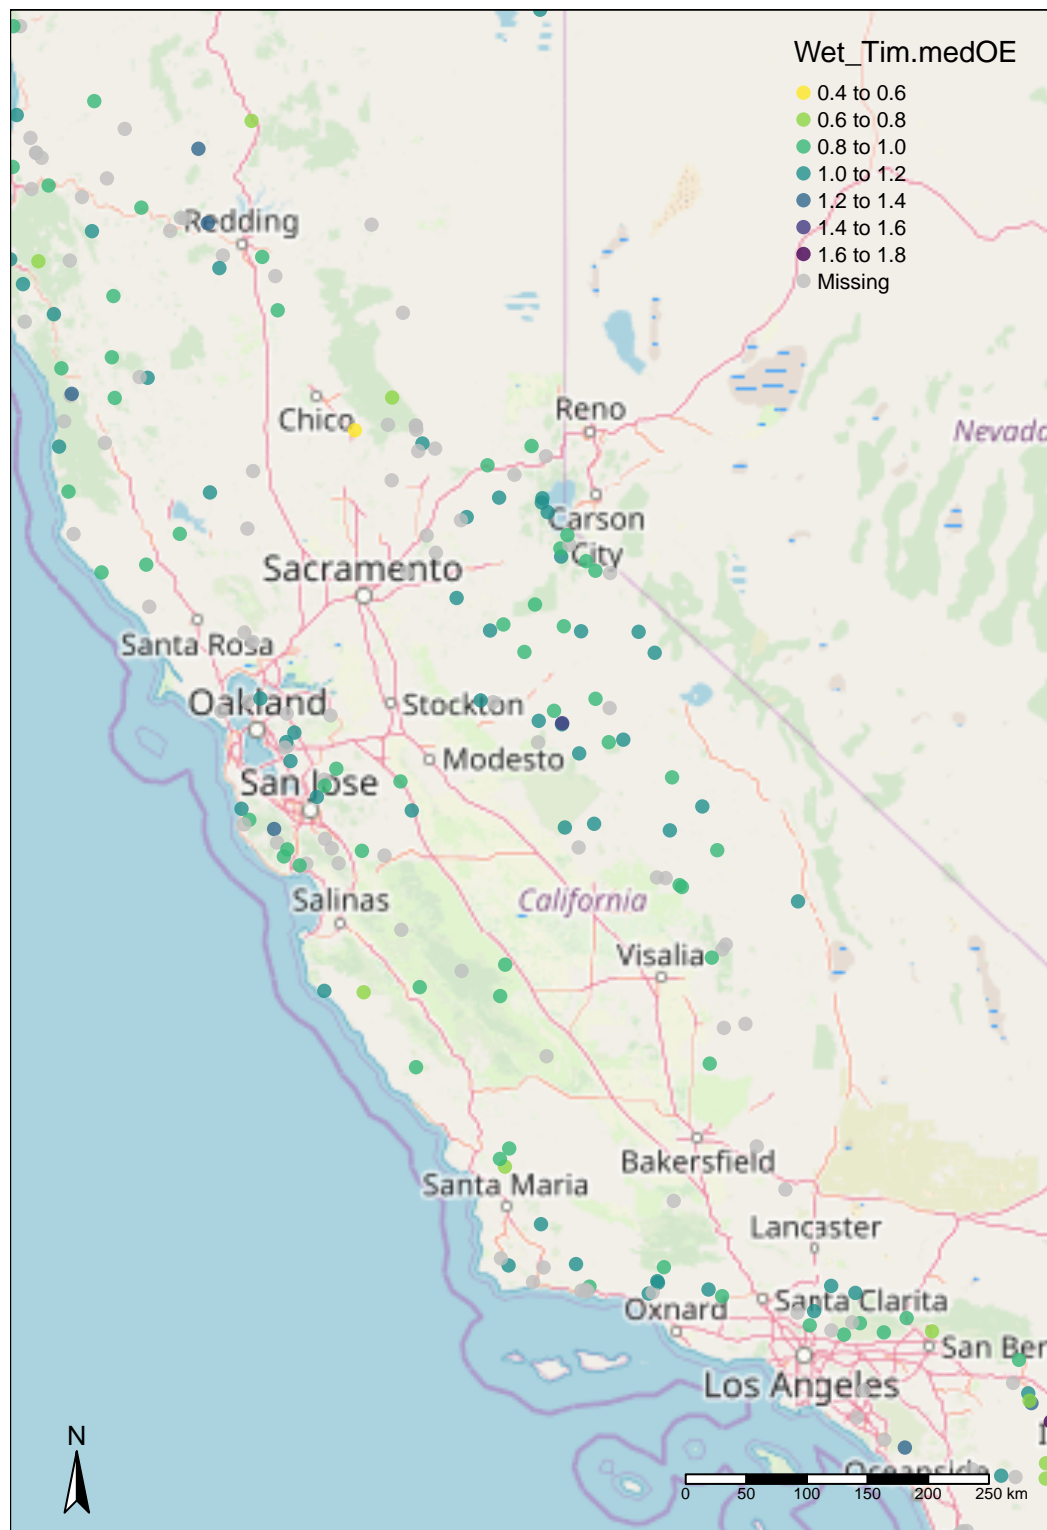 Wet_Tim.medOE
0.4 to 0.6
0.6 to 0.8
0.8 to 1.0
1.0 to 1.2
1.2 to 1.4
1.4 to 1.6
1.6 to 1.8
Missing
Redding
Chico
Reno
Nevada
Carson
City
Sacramento
Santa Rosa
Oakland
Stockton
Modesto
San Jose
Salinas
California
Visalia
Bakersfield
Santa Maria
Lancaster
Santa Clarita
Oxnard
San Ber
Los Angeles
N
Oceanside
0 50 100 150 200 250 km